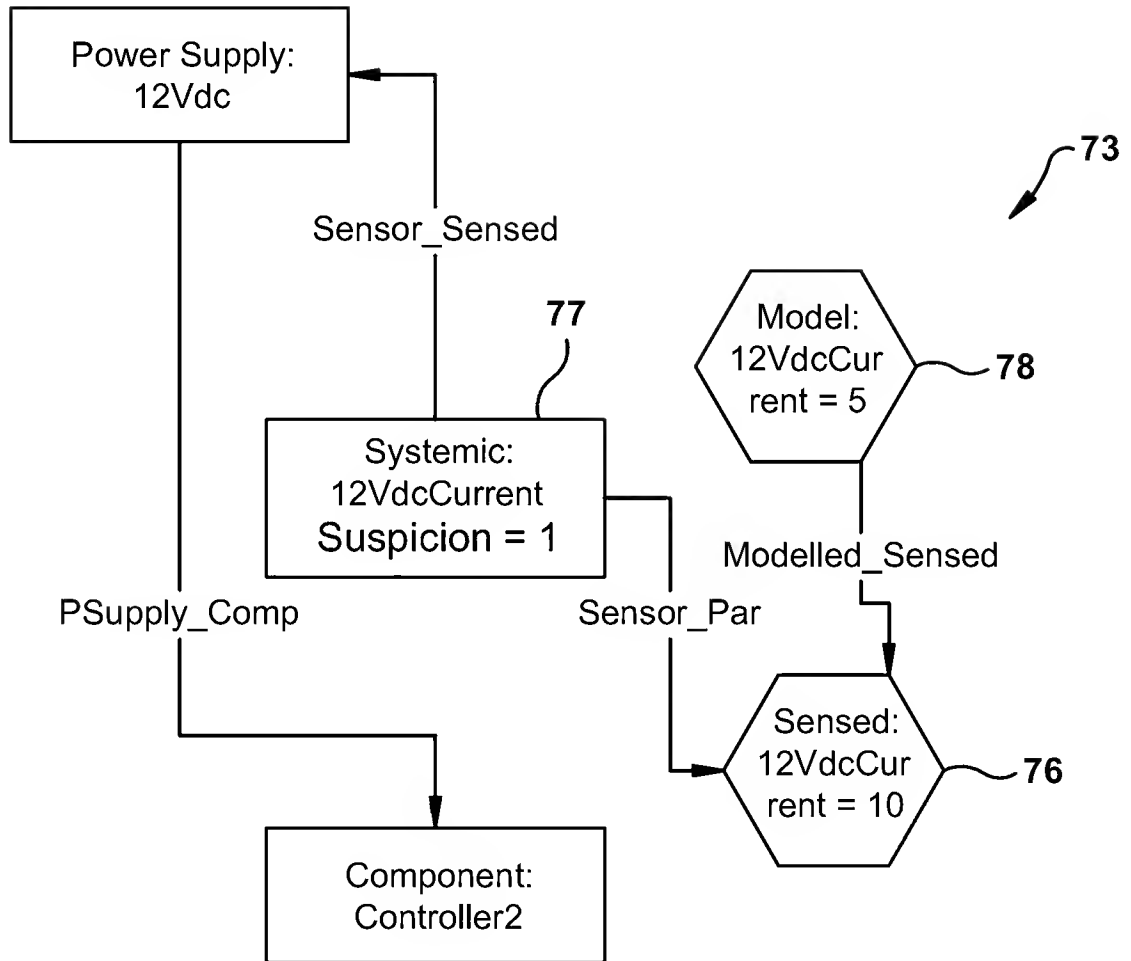 Power Supply:
12Vdc
73
Sensor_Sensed
77
Model:
12VdcCur
rent = 5
78
Systemic:
12VdcCurrent
Suspicion = 1
Modelled_Sensed
PSupply_Comp
Sensor_Par
Sensed:
12VdcCur
rent = 10
76
Component:
Controller2